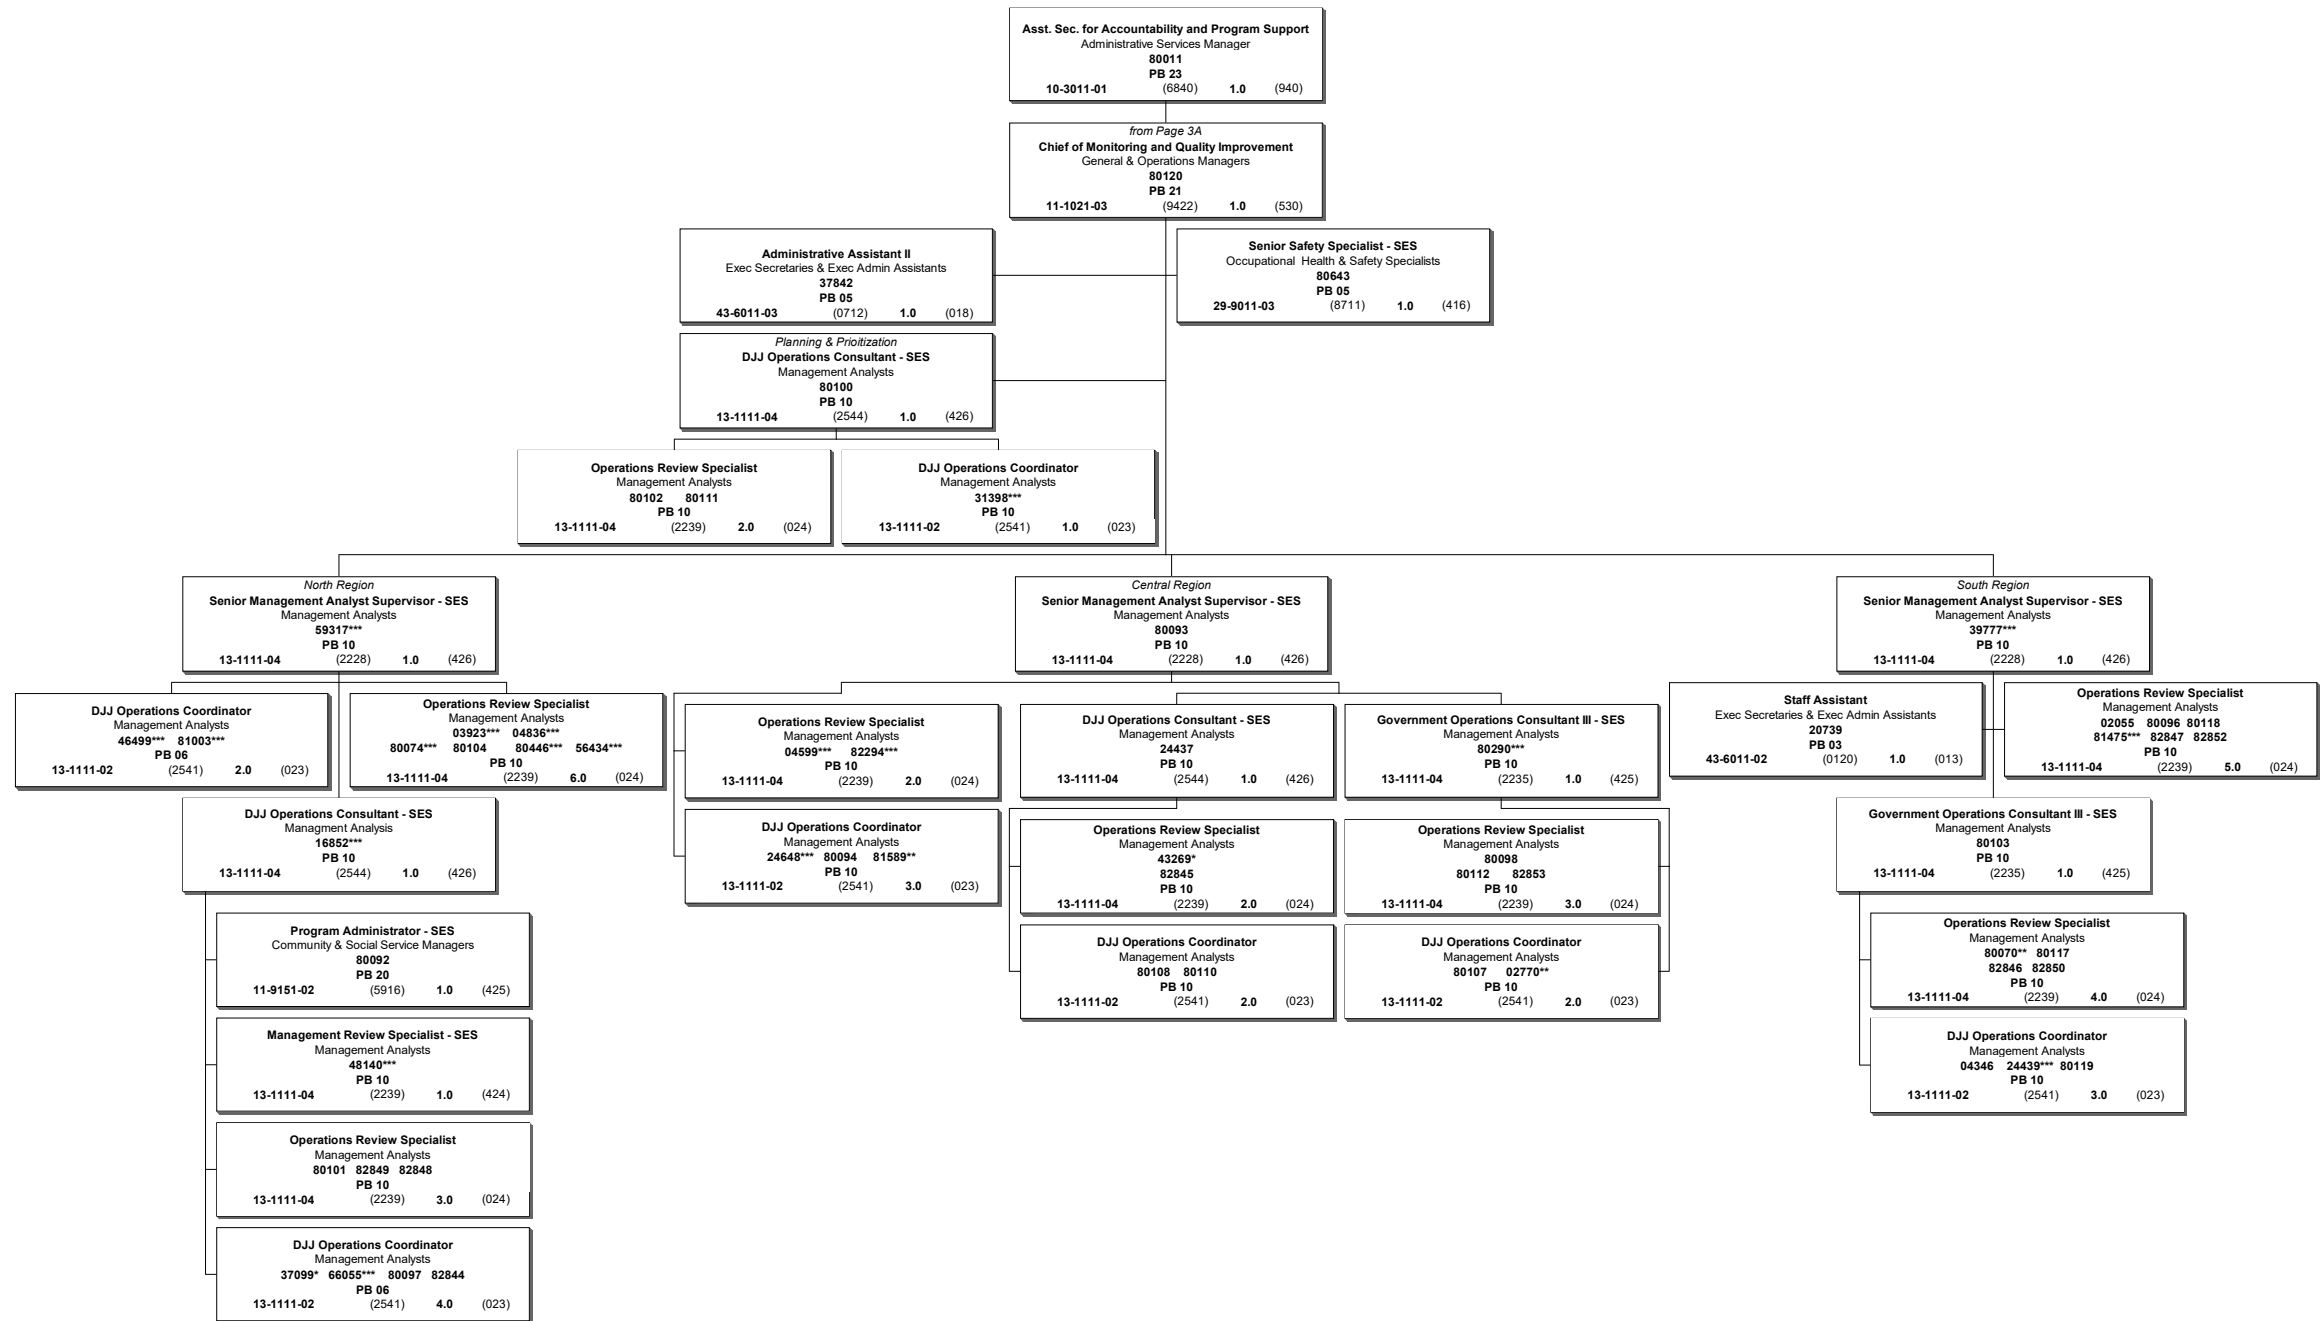 Asst. Sec. for Accountability and Program Support
Administrative Services Manager
80011
PB 23
10-3011-01 (6840) 1.0 (940)
from Page 3A
Chief of Monitoring and Quality Improvement
General & Operations Managers
80120
PB 21
11-1021-03 (9422) 1.0 (530)
Administrative Assistant II
Exec Secretaries & Exec Admin Assistants
37842
PB 05
43-6011-03 (0712) 1.0 (018)
Senior Safety Specialist - SES
Occupational Health & Safety Specialists
80643
PB 05
29-9011-03 (8711) 1.0 (416)
Planning & Prioitization
DJJ Operations Consultant - SES
Management Analysts
80100
PB 10
13-1111-04 (2544) 1.0 (426)
Operations Review Specialist
Management Analysts
80102 80111
PB 10
13-1111-04 (2239) 2.0 (024)
DJJ Operations Coordinator
Management Analysts
31398***
PB 10
13-1111-02 (2541) 1.0 (023)
North Region
Senior Management Analyst Supervisor - SES
Management Analysts
59317***
PB 10
13-1111-04 (2228) 1.0 (426)
Central Region
Senior Management Analyst Supervisor - SES
Management Analysts
80093
PB 10
13-1111-04 (2228) 1.0 (426)
South Region
Senior Management Analyst Supervisor - SES
Management Analysts
39777***
PB 10
13-1111-04 (2228) 1.0 (426)
DJJ Operations Coordinator
Management Analysts
46499*** 81003***
PB 06
13-1111-02 (2541) 2.0 (023)
Operations Review Specialist
Management Analysts
03923*** 04836***
80074*** 80104 80446*** 56434***
PB 10
13-1111-04 (2239) 6.0 (024)
DJJ Operations Consultant - SES
Managment Analysis
16852***
PB 10
13-1111-04 (2544) 1.0 (426)
Program Administrator - SES
Community & Social Service Managers
80092
PB 20
11-9151-02 (5916) 1.0 (425)
Management Review Specialist - SES
Management Analysts
48140***
PB 10
13-1111-04 (2239) 1.0 (424)
Operations Review Specialist
Management Analysts
80101 82849 82848
PB 10
13-1111-04 (2239) 3.0 (024)
DJJ Operations Coordinator
Management Analysts
37099* 66055*** 80097 82844
PB 06
13-1111-02 (2541) 4.0 (023)
Operations Review Specialist
Management Analysts
04599*** 82294***
PB 10
13-1111-04 (2239) 2.0 (024)
DJJ Operations Coordinator
Management Analysts
24648*** 80094 81589**
PB 10
13-1111-02 (2541) 3.0 (023)
DJJ Operations Consultant - SES
Management Analysts
24437
PB 10
13-1111-04 (2544) 1.0 (426)
Operations Review Specialist
Management Analysts
43269*
82845
PB 10
13-1111-04 (2239) 2.0 (024)
DJJ Operations Coordinator
Management Analysts
80108 80110
PB 10
13-1111-02 (2541) 2.0 (023)
Government Operations Consultant III - SES
Management Analysts
80290***
PB 10
13-1111-04 (2235) 1.0 (425)
Operations Review Specialist
Management Analysts
80098
80112 82853
PB 10
13-1111-04 (2239) 3.0 (024)
DJJ Operations Coordinator
Management Analysts
80107 02770**
PB 10
13-1111-02 (2541) 2.0 (023)
Staff Assistant
Exec Secretaries & Exec Admin Assistants
20739
PB 03
43-6011-02 (0120) 1.0 (013)
Operations Review Specialist
Management Analysts
02055 80096 80118
81475*** 82847 82852
PB 10
13-1111-04 (2239) 5.0 (024)
Government Operations Consultant III - SES
Management Analysts
80103
PB 10
13-1111-04 (2235) 1.0 (425)
Operations Review Specialist
Management Analysts
80070** 80117
82846 82850
PB 10
13-1111-04 (2239) 4.0 (024)
DJJ Operations Coordinator
Management Analysts
04346 24439*** 80119
PB 10
13-1111-02 (2541) 3.0 (023)